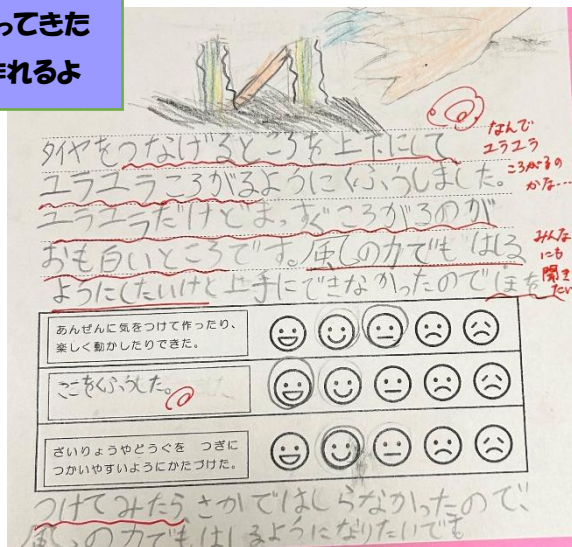 ってきた
作れるよ
タイヤをつなげるところを上下にして
ユラユラころがるようにくふうしました。
ユラユラだけどまっすぐころがるのが
おも白いところです。風しの力でもはしる
ようにしたいけど上手にできなかったのでほを
なんで
ユラユラ
ころがるの
かな…
みんな
にも
聞き
たい
あんぜんに気をつけて作ったり、
楽しく動かしたりできた。
ここをくふうした。
ざいりょうやどうぐを つぎに
つかいやすいようにかたづけた。
つけてみたらさかではしらなかったので、
風しの力でもはしるようになりたいでも